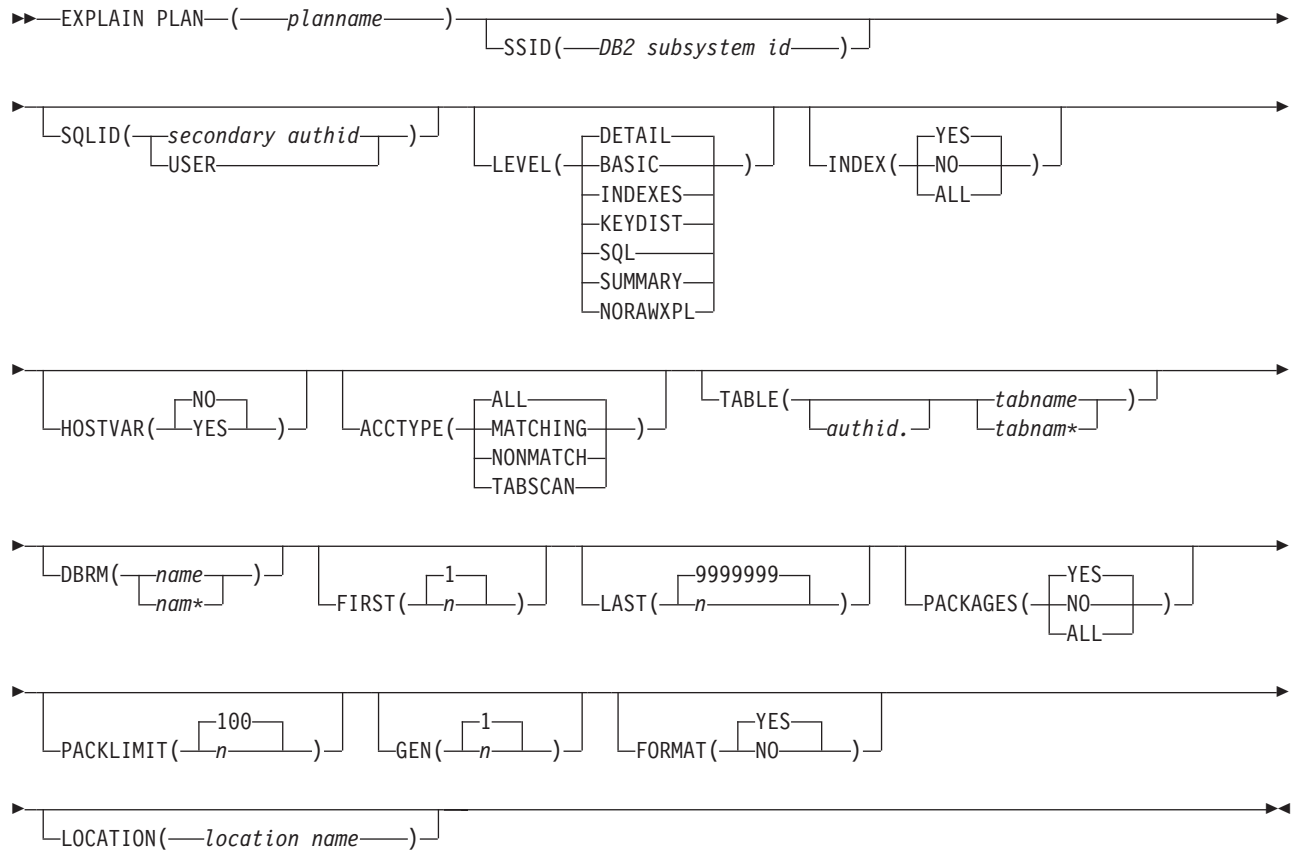 EXPLAIN PLAN ( planname )
SSID( DB2 subsystem id )
SQLID( secondary authid )
USER
LEVEL( DETAIL
BASIC )
INDEXES
KEYDIST
SQL
SUMMARY
NORAWXPL
INDEX( YES
NO )
ALL
HOSTVAR( NO
YES )
ACCTYPE( ALL
MATCHING )
NONMATCH
TABSCAN
TABLE( authid. tabname )
tabnam*
DBRM( name )
nam*
FIRST( 1
n )
LAST( 9999999
n )
PACKAGES( YES
NO )
ALL
PACKLIMIT( 100
n )
GEN( 1
n )
FORMAT( YES
NO )
LOCATION( location name )